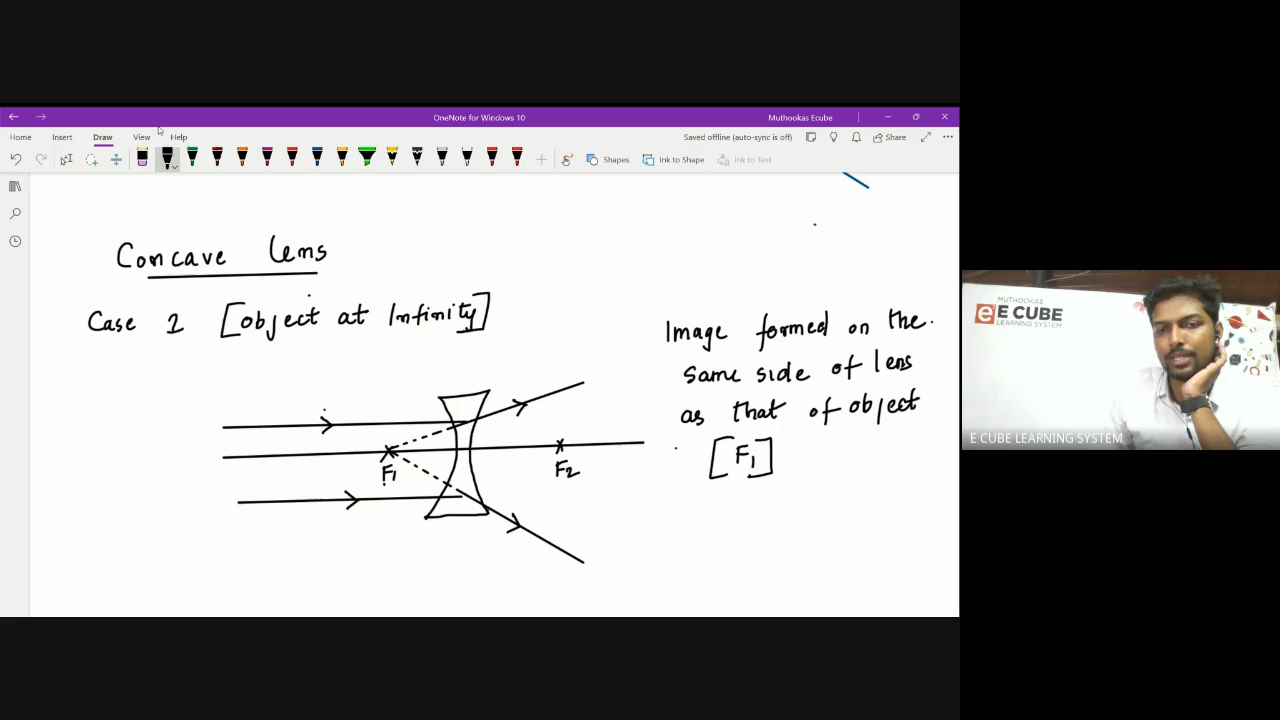 OneNote for Windows 10
Muthookas Ecube
Home Insert Draw View Help
Saved offline (auto-sync is off)
Share
Shapes
Ink to Shape
Ink to Text
Concave lens
Case 1 [object at Infinity]
Image formed on the
same side of lens
as that of object
[F1]
F1
F2
MUTHOOKAS
e E CUBE
LEARNING SYSTEM
E CUBE LEARNING SYSTEM